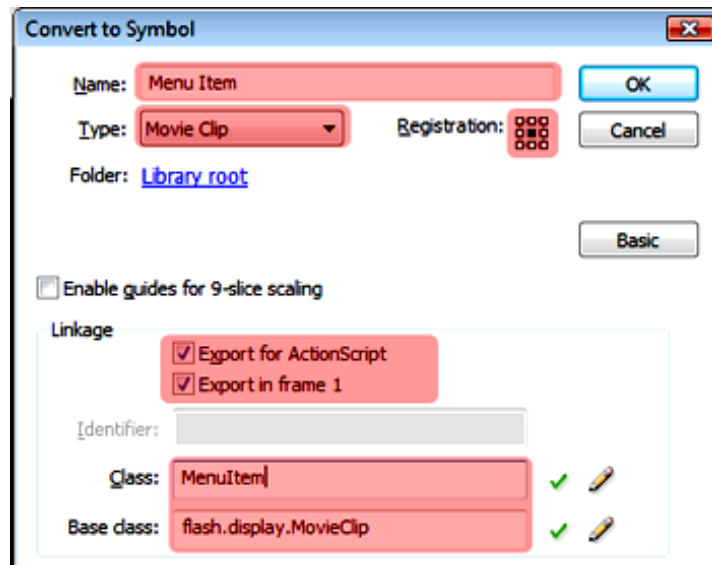 Convert to Symbol
Name: Menu Item OK
Type: Movie Clip Registration: Cancel
Folder: Library root
Basic
Enable guides for 9-slice scaling
Linkage
Export for ActionScript
Export in frame 1
Identifier:
Class: MenuItem
Base class: flash.display.MovieClip